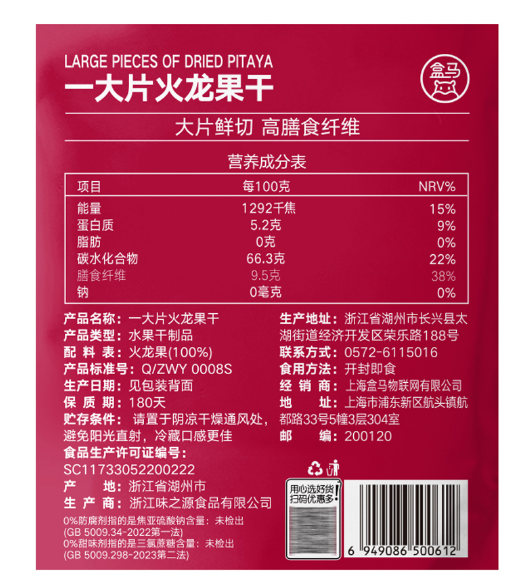 LARGE PIECES OF DRIED PITAYA
一大片火龙果干
盒马
大片鲜切 高膳食纤维
营养成分表
项目 每100克 NRV%
能量 1292千焦 15%
蛋白质 5.2克 9%
脂肪 0克 0%
碳水化合物 66.3克 22%
膳食纤维 9.5克 38%
钠 0毫克 0%
产品名称：一大片火龙果干
产品类型：水果干制品
配 料 表：火龙果(100%)
产品标准号：Q/ZWY 0008S
生产日期：见包装背面
保 质 期：180天
贮存条件： 请置于阴凉干燥通风处，
避免阳光直射，冷藏口感更佳
食品生产许可证编号：
SC11733052200222
产 地：浙江省湖州市
生 产 商：浙江味之源食品有限公司
0%防腐剂指的是焦亚硫酸钠含量：未检出
(GB 5009.34-2022第一法)
0%甜味剂指的是三氯蔗糖含量：未检出
(GB 5009.298-2023第二法)
生产地址：浙江省湖州市长兴县太
湖街道经济开发区荣乐路188号
联系方式：0572-6115016
食用方法：开封即食
经 销 商：上海盒马物联网有限公司
地 址：上海市浦东新区航头镇航
都路33号5幢3层304室
邮 编：200120
用心选好货
扫码优惠多!
6 949086 500612